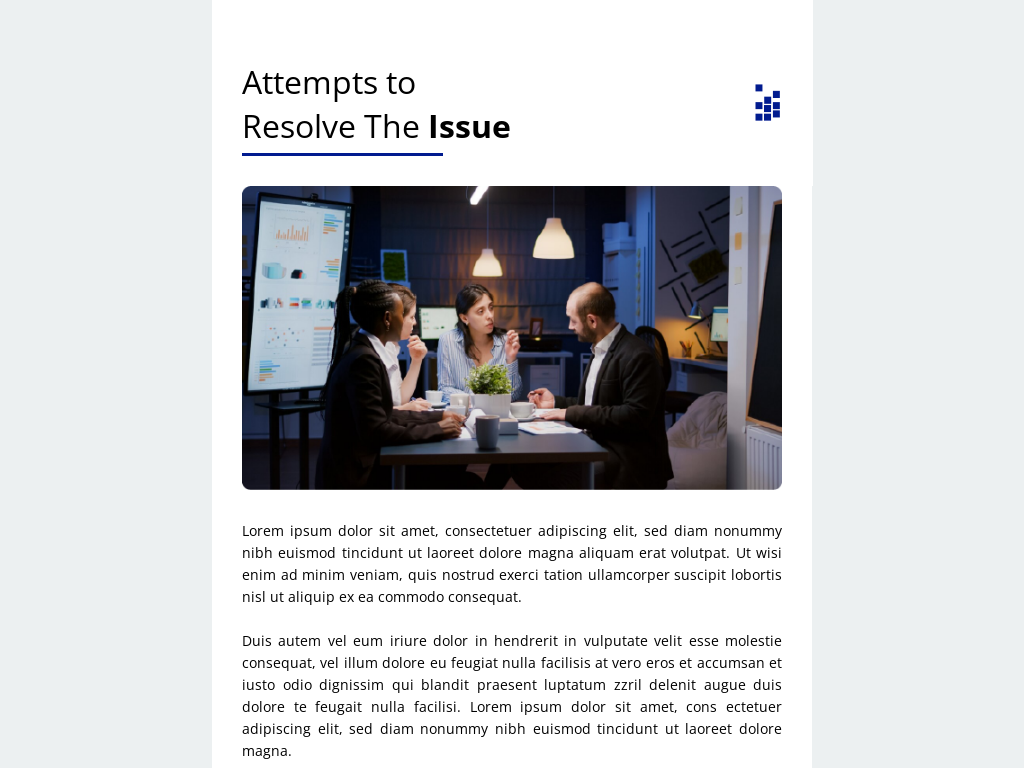 Attempts to
Resolve The Issue
Lorem ipsum dolor sit amet, consectetuer adipiscing elit, sed diam nonummy
nibh euismod tincidunt ut laoreet dolore magna aliquam erat volutpat. Ut wisi
enim ad minim veniam, quis nostrud exerci tation ullamcorper suscipit lobortis
nisl ut aliquip ex ea commodo consequat.
Duis autem vel eum iriure dolor in hendrerit in vulputate velit esse molestie
consequat, vel illum dolore eu feugiat nulla facilisis at vero eros et accumsan et
iusto odio dignissim qui blandit praesent luptatum zzril delenit augue duis
dolore te feugait nulla facilisi. Lorem ipsum dolor sit amet, cons ectetuer
adipiscing elit, sed diam nonummy nibh euismod tincidunt ut laoreet dolore
magna.